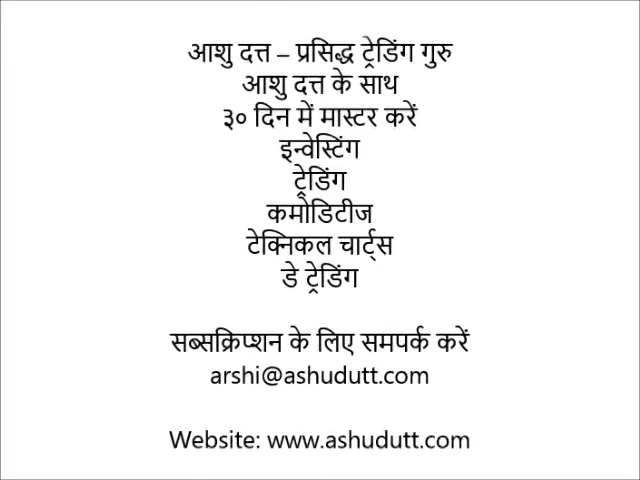 आशु दत्त – प्रसिद्ध ट्रेडिंग गुरु
आशु दत्त के साथ
३० दिन में मास्टर करें
इन्वेस्टिंग
ट्रेडिंग
कमोडिटीज
टेक्निकल चार्ट्स
डे ट्रेडिंग
सब्सक्रिप्शन के लिए समपर्क करें
arshi@ashudutt.com
Website: www.ashudutt.com